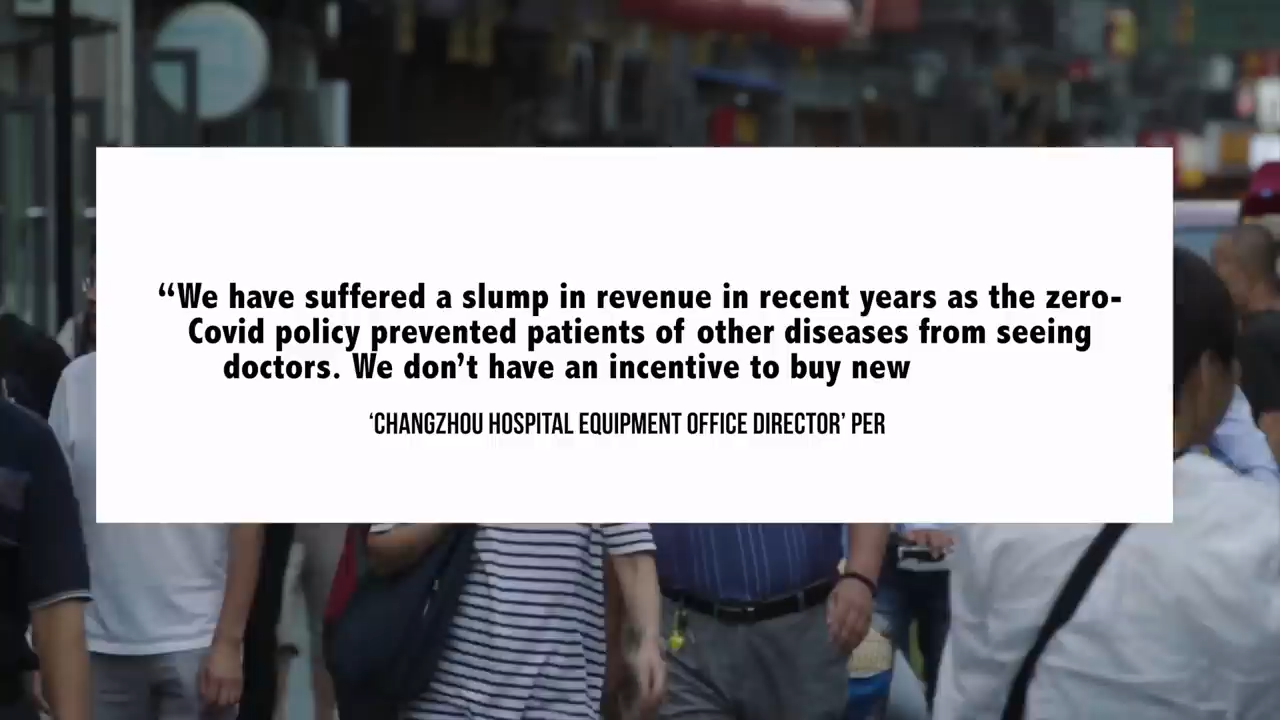 “We have suffered a slump in revenue in recent years as the zero-
Covid policy prevented patients of other diseases from seeing
doctors. We don’t have an incentive to buy new
‘CHANGZHOU HOSPITAL EQUIPMENT OFFICE DIRECTOR’ PER